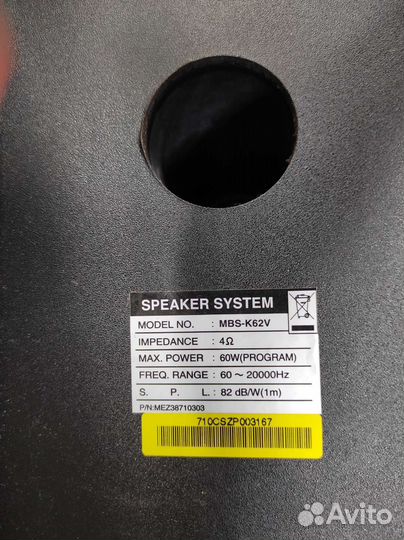 SPEAKER SYSTEM
MODEL NO. : MBS-K62V
IMPEDANCE : 4Ω
MAX. POWER : 60W(PROGRAM)
FREQ. RANGE : 60 ~ 20000Hz
S. P. L. : 82 dB/W(1m)
P/N:MEZ38710303
710CSZP003167
Avito